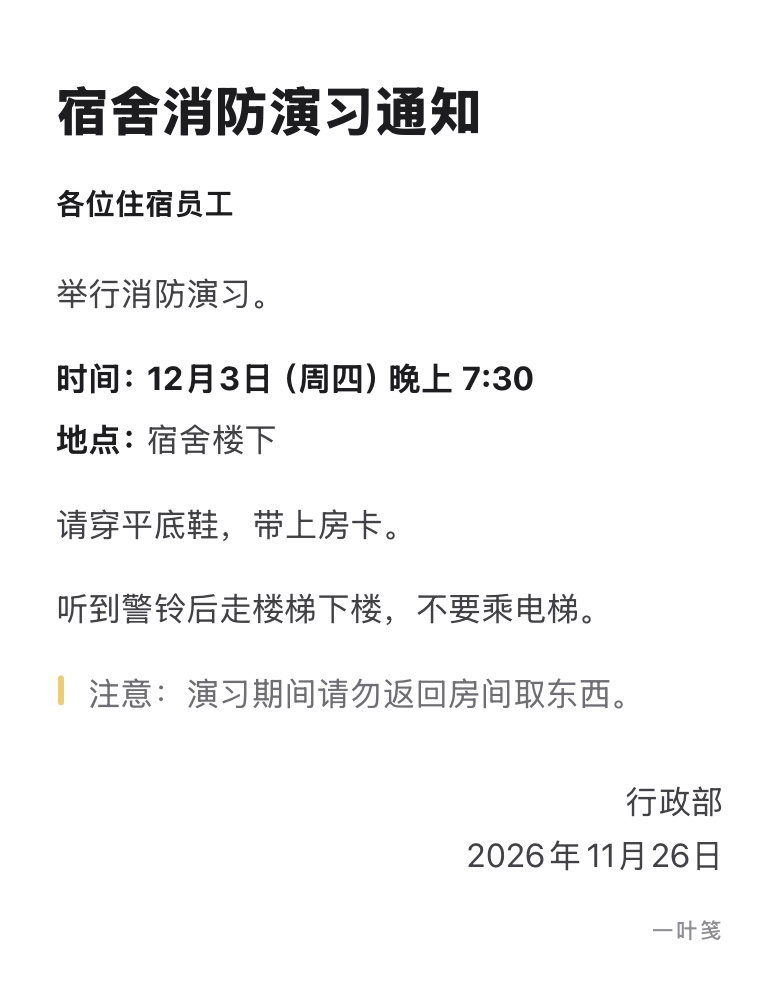 宿舍消防演习通知
各位住宿员工
举行消防演习。
时间：12月3日（周四）晚上 7:30
地点：宿舍楼下
请穿平底鞋，带上房卡。
听到警铃后走楼梯下楼，不要乘电梯。
注意：演习期间请勿返回房间取东西。
行政部
2026年11月26日
一叶笺